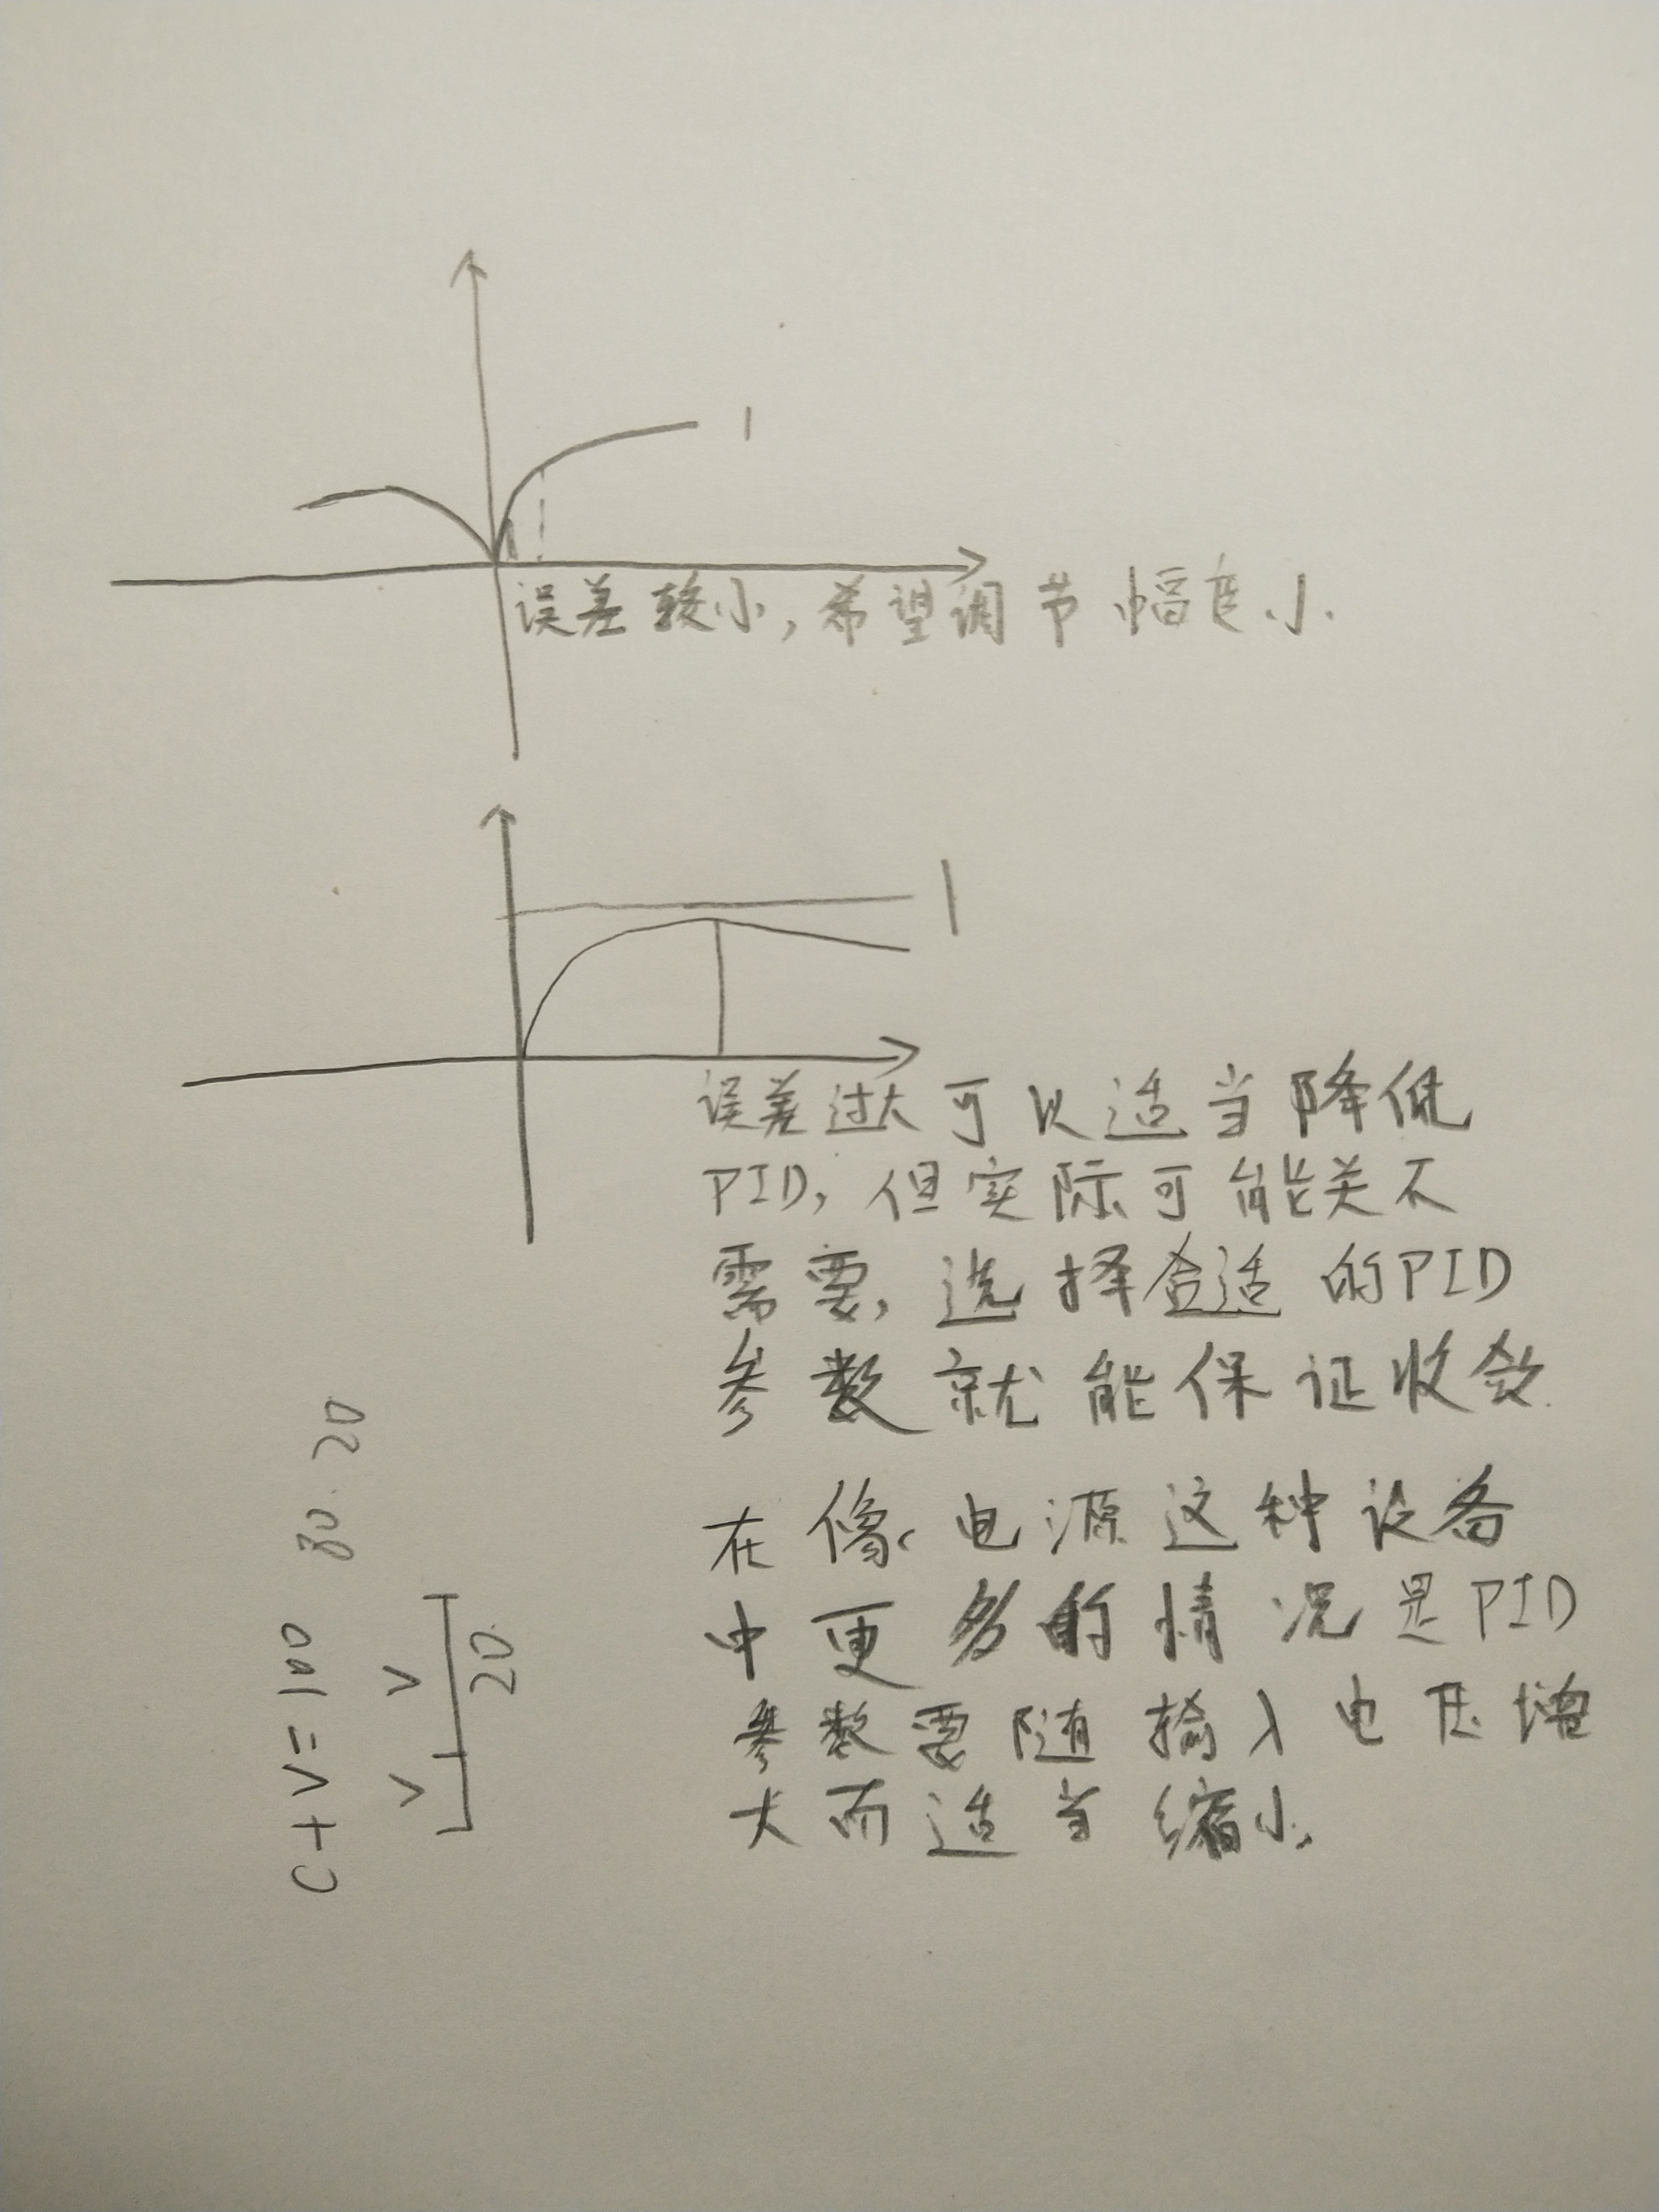 1
误差较小,希望调节幅度小.
1
误差过大可以适当降低
PID,但实际可能关不
需要,选择合适的PID
参数就能保证收敛.
在像电源这种设备
中更多的情况是PID
参数要随输入电压增
大而适当缩小.
C+V=100 80.20
V V
20